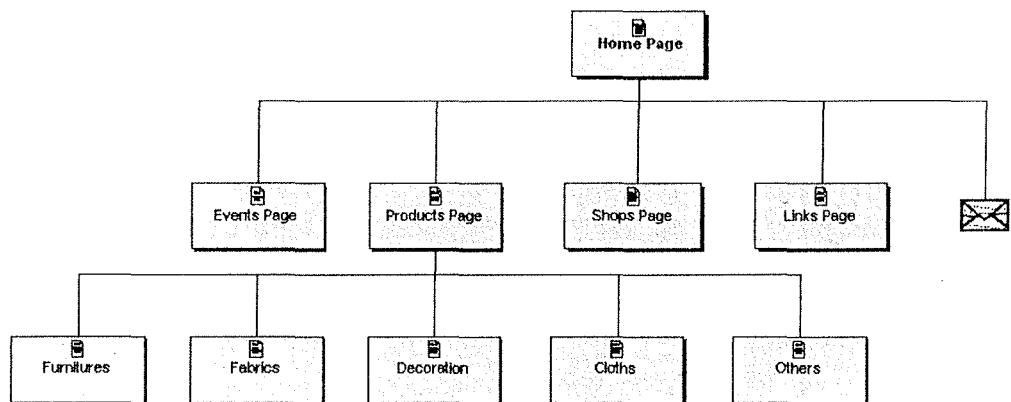 Home Page
Events Page
Products Page
Shops Page
Links Page
Furnitures
Fabrics
Decoration
Cloths
Others